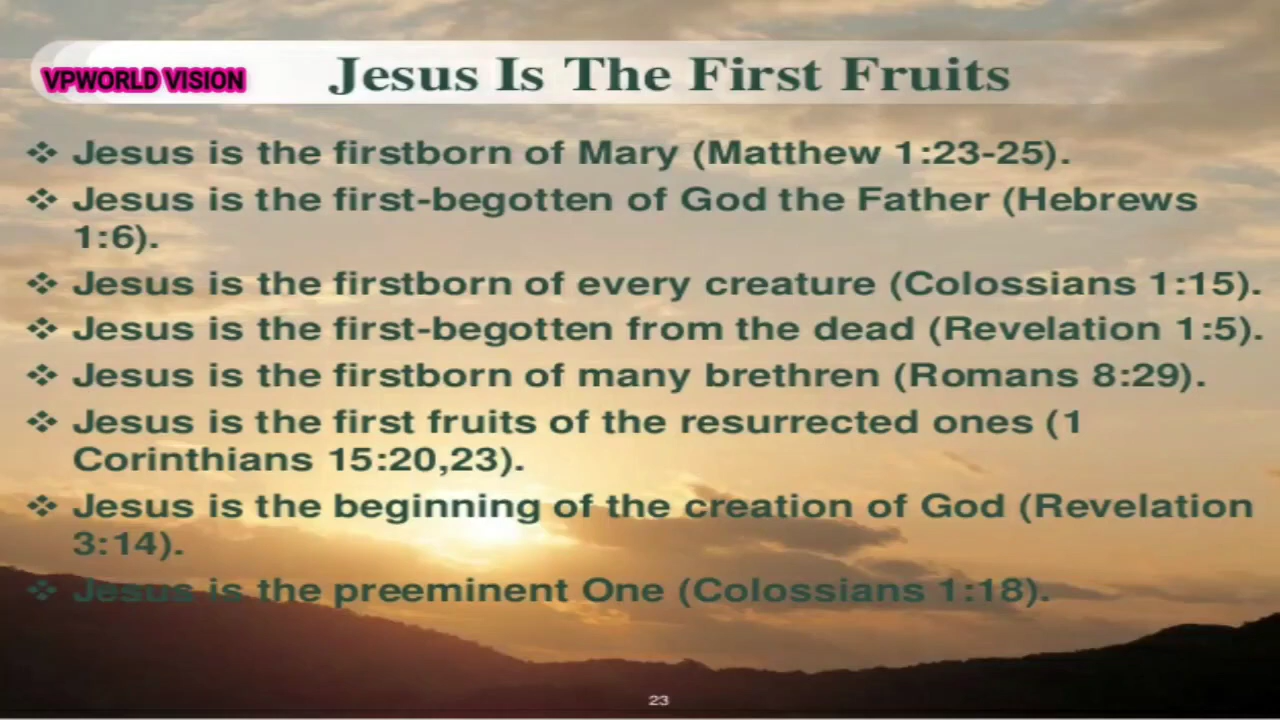 VPWORLD VISION
Jesus Is The First Fruits
❖ Jesus is the firstborn of Mary (Matthew 1:23-25).
❖ Jesus is the first-begotten of God the Father (Hebrews
1:6).
❖ Jesus is the firstborn of every creature (Colossians 1:15).
❖ Jesus is the first-begotten from the dead (Revelation 1:5).
❖ Jesus is the firstborn of many brethren (Romans 8:29).
❖ Jesus is the first fruits of the resurrected ones (1
Corinthians 15:20,23).
❖ Jesus is the beginning of the creation of God (Revelation
3:14).
❖ Jesus is the preeminent One (Colossians 1:18).
23